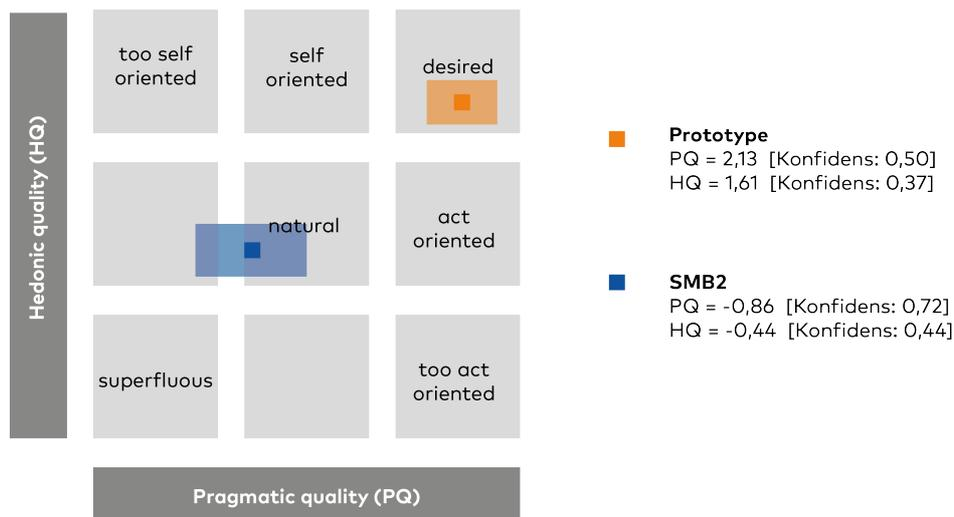 Hedonic quality (HQ)
too self
oriented
self
oriented
desired
natural
act
oriented
superfluous
too act
oriented
Pragmatic quality (PQ)
Prototype
PQ = 2,13 [Konfidens: 0,50]
HQ = 1,61 [Konfidens: 0,37]
SMB2
PQ = -0,86 [Konfidens: 0,72]
HQ = -0,44 [Konfidens: 0,44]